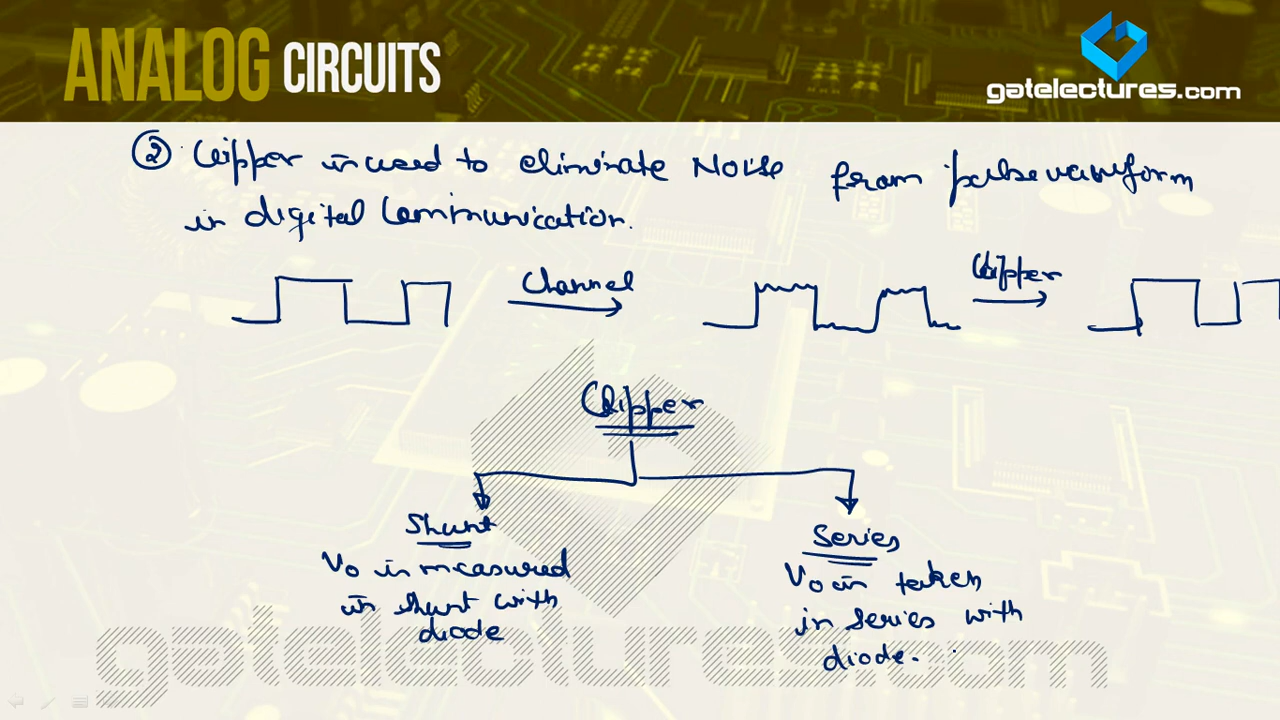 ANALOG CIRCUITS
gatelectures.com
② Clipper is used to eliminate Noise from pulse waveform
in digital Communication.
Channel
Clipper
Clipper
Shunt
Vo is measured
in shunt with
diode
Series
Vo is taken
in series with
diode.
gatelectures.com